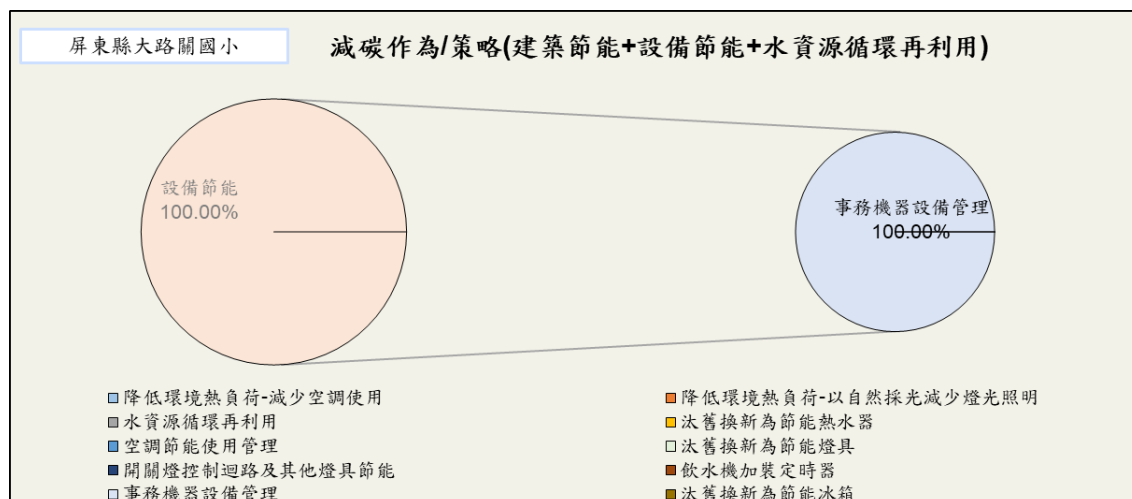 屏東縣大路關國小
減碳作為/策略(建築節能+設備節能+水資源循環再利用)
設備節能
100.00%
事務機器設備管理
100.00%
降低環境熱負荷-減少空調使用
降低環境熱負荷-以自然採光減少燈光照明
水資源循環再利用
汰舊換新為節能熱水器
空調節能使用管理
汰舊換新為節能燈具
開關燈控制迴路及其他燈具節能
飲水機加裝定時器
事務機器設備管理
汰舊換新為節能冰箱